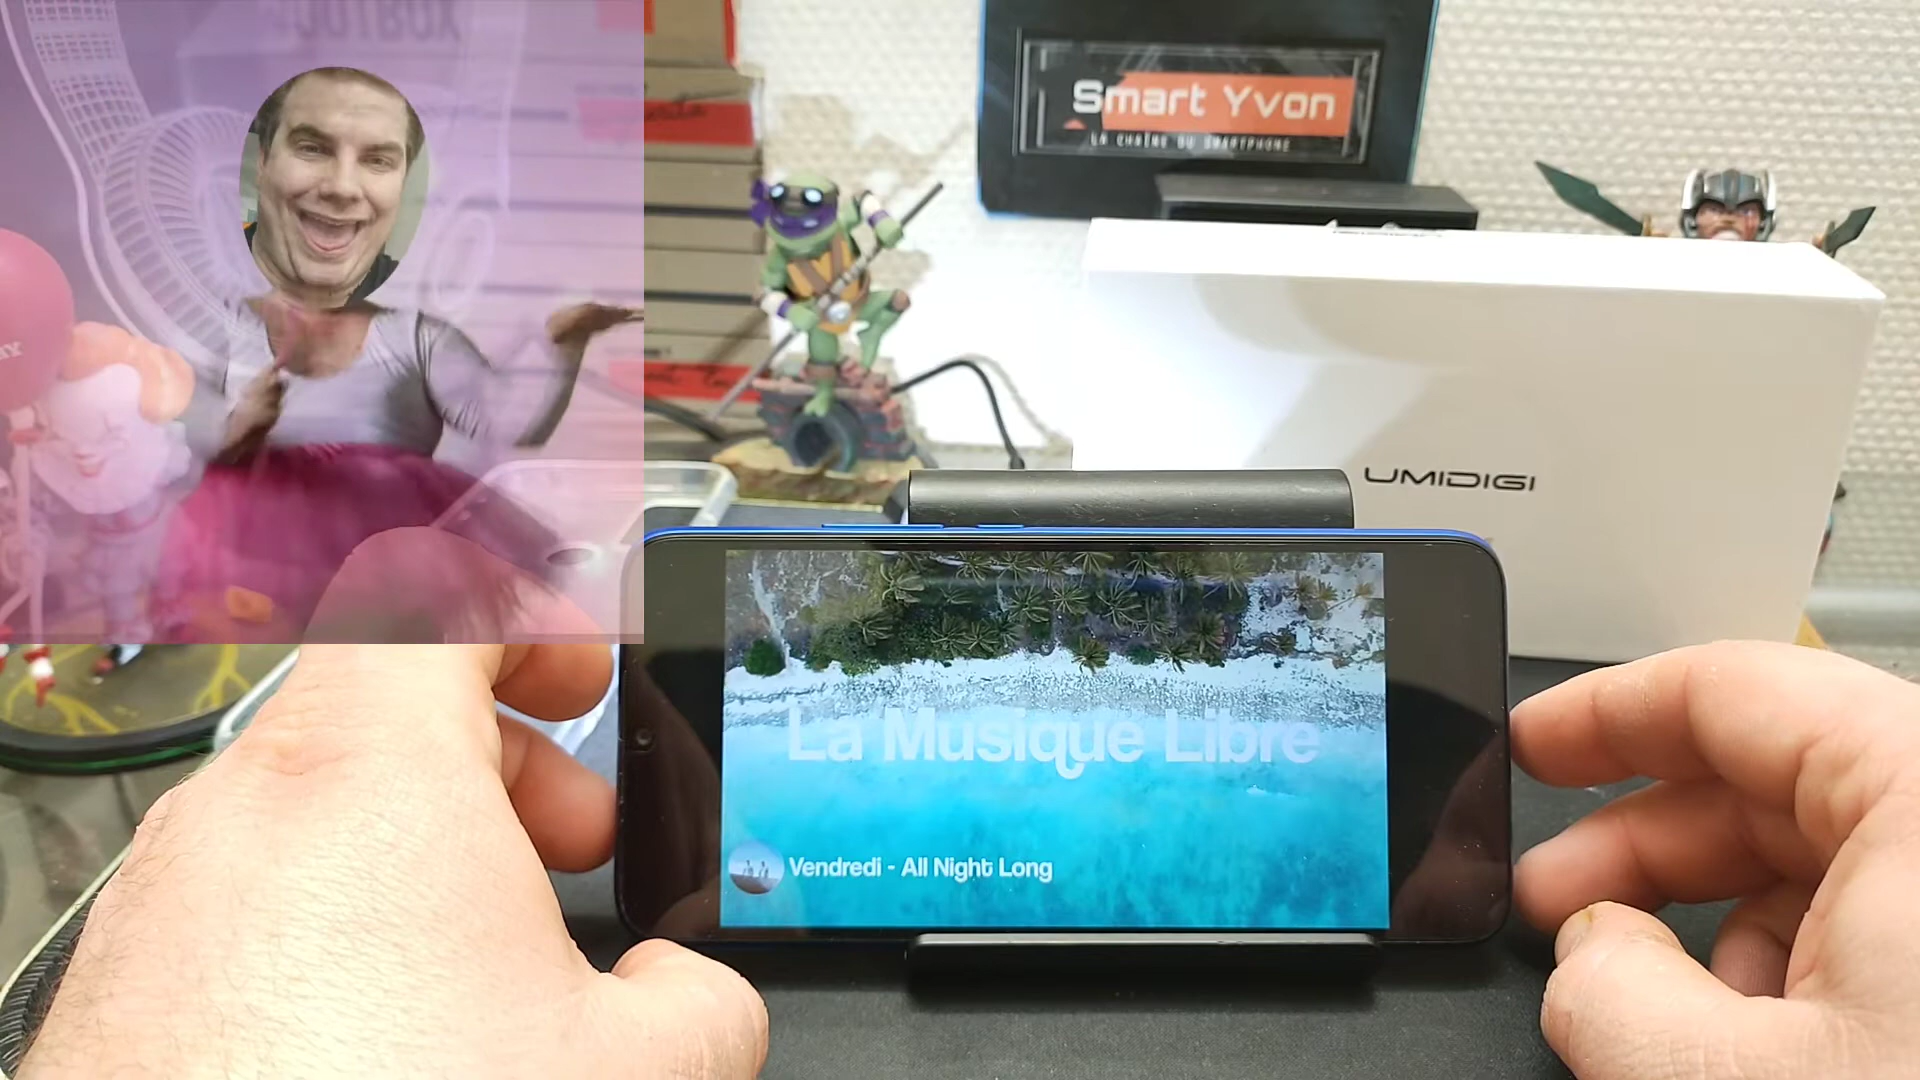 Smart Yvon
LA CHAÎNE DU SMARTPHONE
UMIDIGI
La Musique Libre
Vendredi - All Night Long